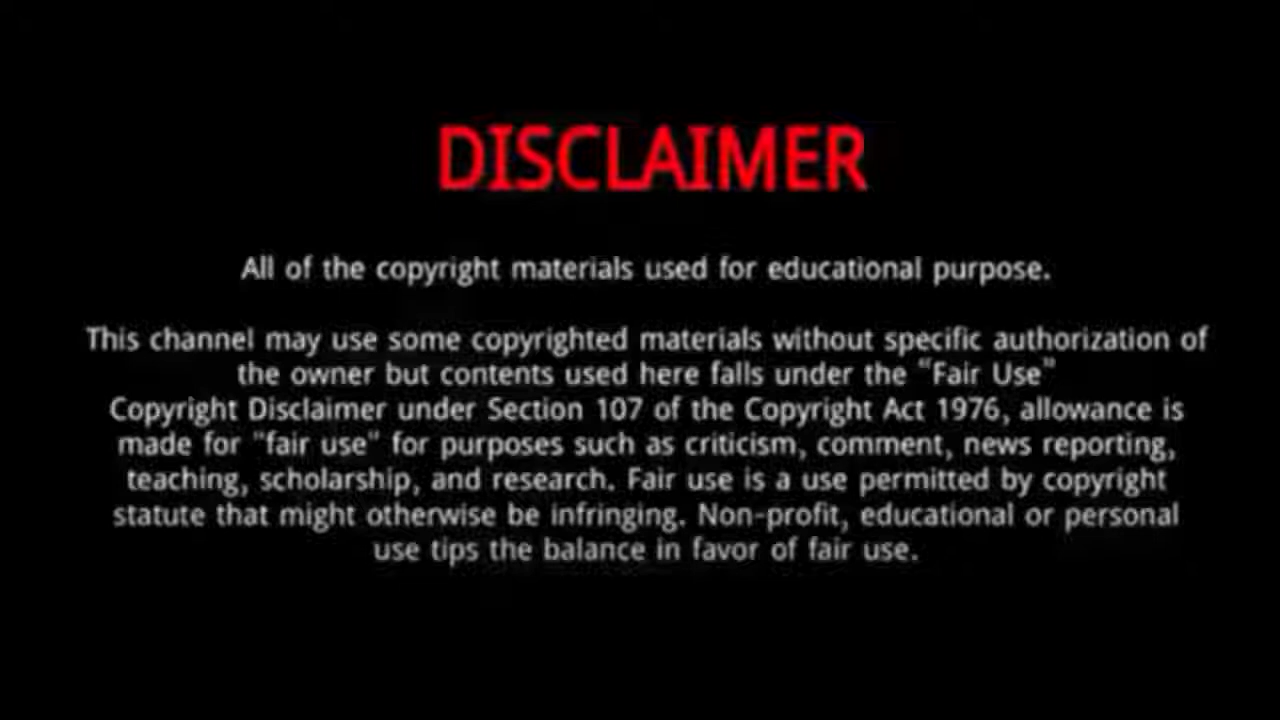 DISCLAIMER
All of the copyright materials used for educational purpose.
This channel may use some copyrighted materials without specific authorization of
the owner but contents used here falls under the “Fair Use”
Copyright Disclaimer under Section 107 of the Copyright Act 1976, allowance is
made for "fair use" for purposes such as criticism, comment, news reporting,
teaching, scholarship, and research. Fair use is a use permitted by copyright
statute that might otherwise be infringing. Non-profit, educational or personal
use tips the balance in favor of fair use.